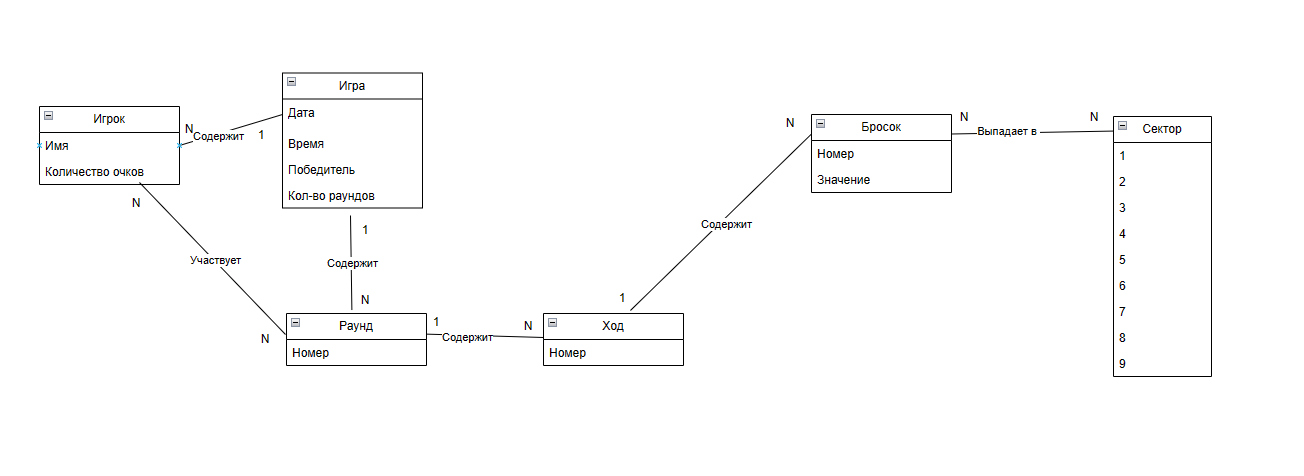 Игрок
Имя
Количество очков
N
Содержит
1
Игра
Дата
Время
Победитель
Кол-во раундов
1
Содержит
N
N
Участвует
N
Раунд
Номер
1
Содержит
N
Ход
Номер
1
Содержит
N
Бросок
Номер
Значение
N
Выпадает в
N
Сектор
1
2
3
4
5
6
7
8
9